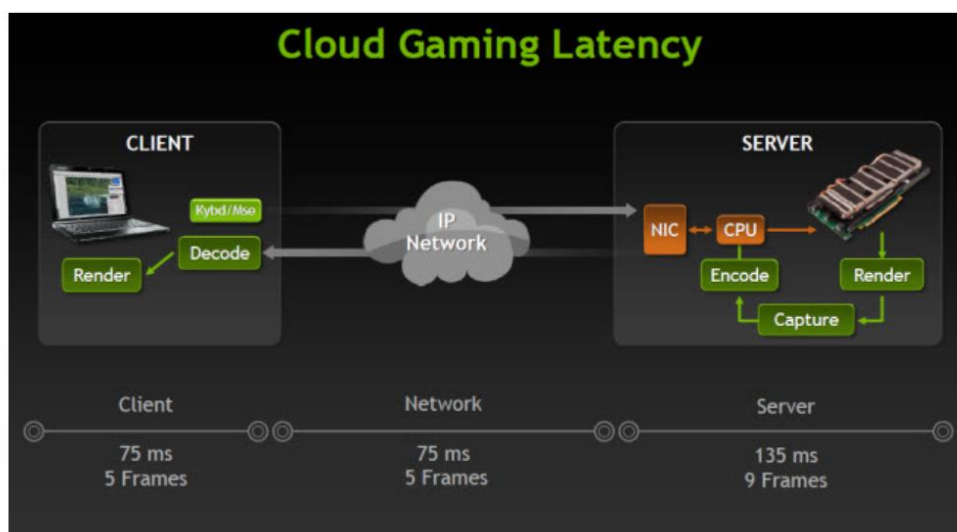 Cloud Gaming Latency
CLIENT
Kybd/Mse
Decode
Render
IP
Network
SERVER
NIC
CPU
Encode
Render
Capture
Client
75 ms
5 Frames
Network
75 ms
5 Frames
Server
135 ms
9 Frames